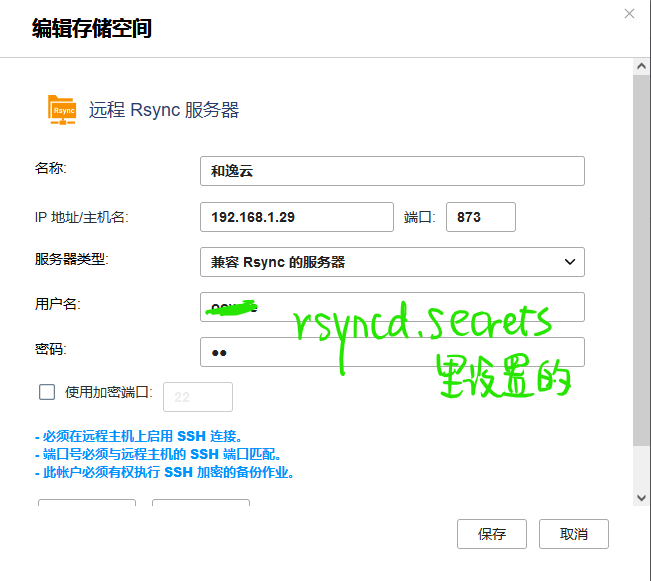 编辑存储空间
Rsync
远程 Rsync 服务器
名称:
和逸云
IP 地址/主机名:
192.168.1.29
端口:
873
服务器类型:
兼容 Rsync 的服务器
用户名:
rsyncd.secrets
密码:
里设置的
使用加密端口:
22
- 必须在远程主机上启用 SSH 连接。
- 端口号必须与远程主机的 SSH 端口匹配。
- 此帐户必须有权执行 SSH 加密的备份作业。
保存
取消